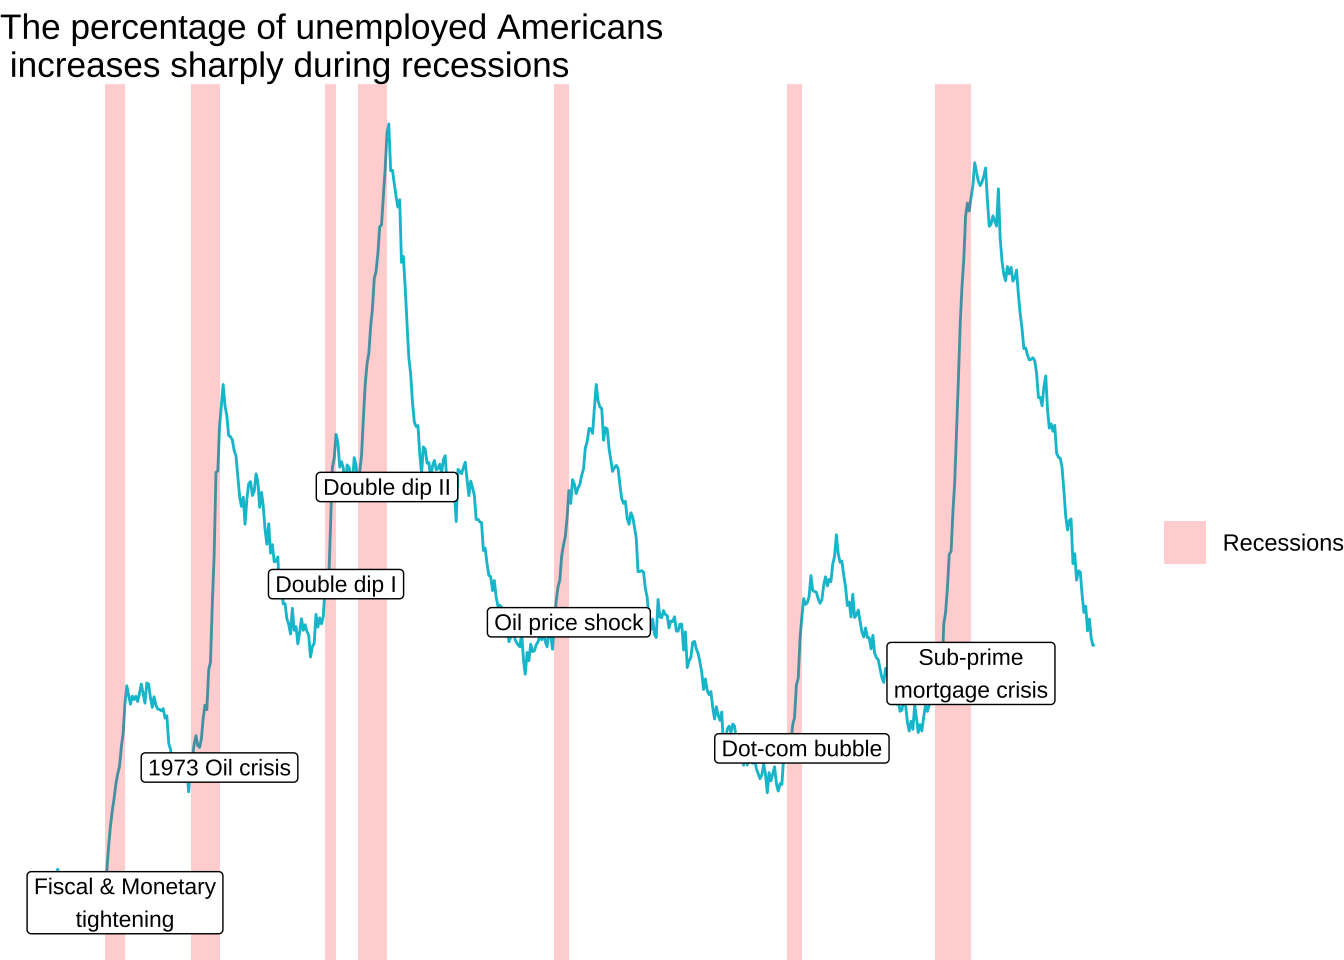 The percentage of unemployed Americans
increases sharply during recessions
Double dip II
Double dip I
Oil price shock
Sub-prime
mortgage crisis
Dot-com bubble
1973 Oil crisis
Fiscal & Monetary
tightening
Recessions